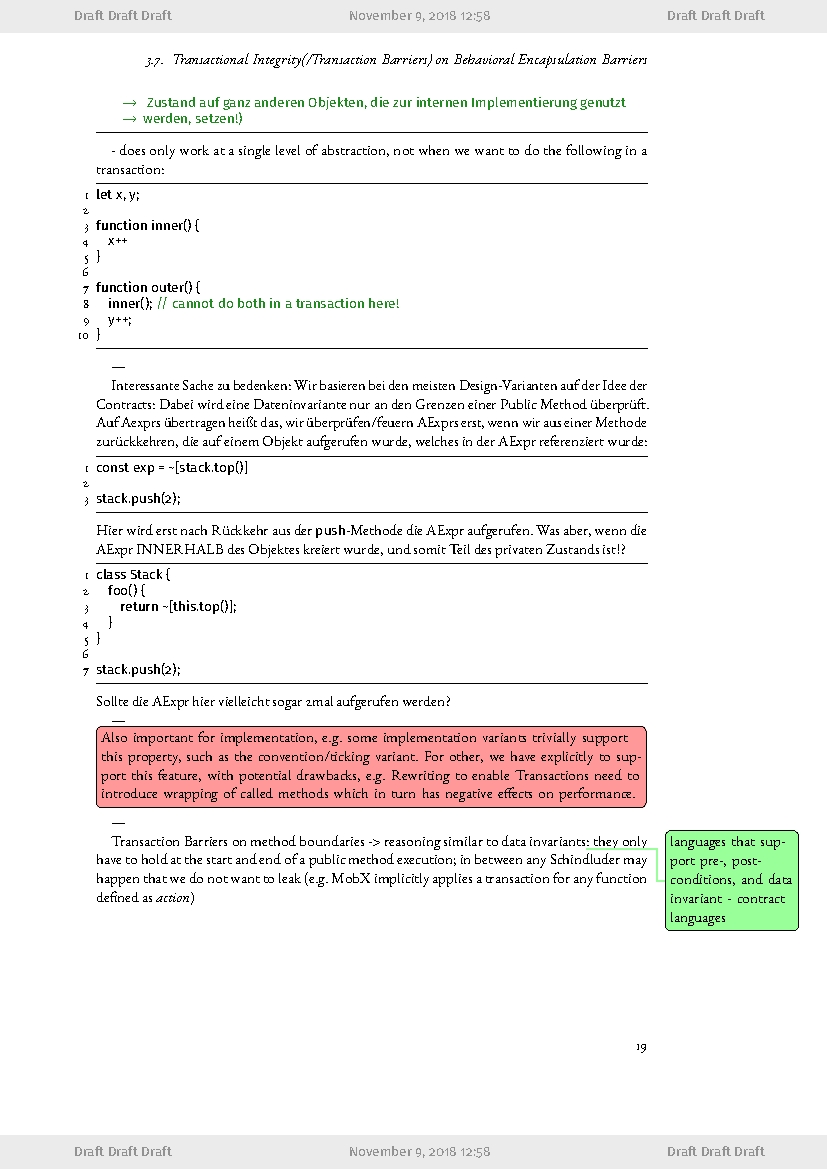 Draft Draft Draft November 9, 2018 12:58 Draft Draft Draft
3.7. Transactional Integrity(/Transaction Barriers) on Behavioral Encapsulation Barriers
→ Zustand auf ganz anderen Objekten, die zur internen Implementierung genutzt
→ werden, setzen!)
- does only work at a single level of abstraction, not when we want to do the following in a
transaction:
1 let x, y;
2
3 function inner() {
4 x++
5 }
6
7 function outer() {
8 inner(); // cannot do both in a transaction here!
9 y++;
10 }
—
Interessante Sache zu bedenken: Wir basieren bei den meisten Design-Varianten auf der Idee der
Contracts: Dabei wird eine Dateninvariante nur an den Grenzen einer Public Method überprüft.
Auf Aexprs übertragen heißt das, wir überprüfen/feuern AExprs erst, wenn wir aus einer Methode
zurückkehren, die auf einem Objekt aufgerufen wurde, welches in der AExpr referenziert wurde:
1 const exp = ~[stack.top()]
2
3 stack.push(2);
Hier wird erst nach Rückkehr aus der push-Methode die AExpr aufgerufen. Was aber, wenn die
AExpr INNERHALB des Objektes kreiert wurde, und somit Teil des privaten Zustands ist!?
1 class Stack {
2 foo() {
3 return ~[this.top()];
4 }
5 }
6
7 stack.push(2);
Sollte die AExpr hier vielleicht sogar 2mal aufgerufen werden?
—
Also important for implementation, e.g. some implementation variants trivially support
this property, such as the convention/ticking variant. For other, we have explicitly to sup-
port this feature, with potential drawbacks, e.g. Rewriting to enable Transactions need to
introduce wrapping of called methods which in turn has negative effects on performance.
—
Transaction Barriers on method boundaries -> reasoning similar to data invariants: they only
have to hold at the start and end of a public method execution; in between any Schindluder may
happen that we do not want to leak (e.g. MobX implicitly applies a transaction for any function
defined as action)
languages that sup-
port pre-, post-
conditions, and data
invariant - contract
languages
19
Draft Draft Draft November 9, 2018 12:58 Draft Draft Draft